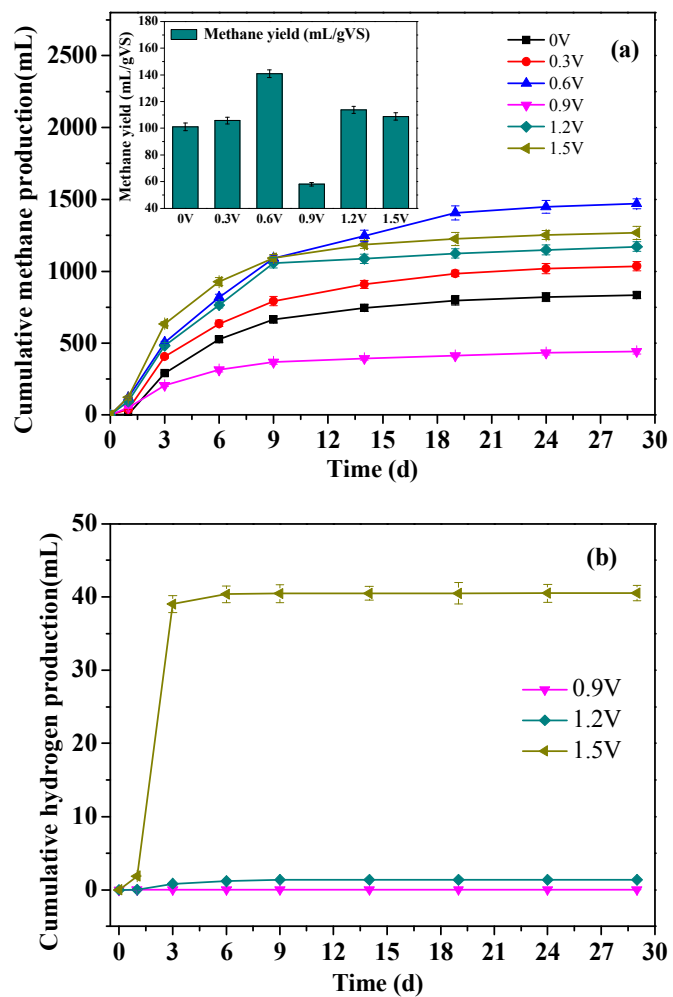 (a)
Methane yield (mL/gVS)
Methane yield (mL/gVS)
160
140
120
100
80
60
40
0V 0.3V 0.6V 0.9V 1.2V 1.5V
0V
0.3V
0.6V
0.9V
1.2V
1.5V
Cumulative methane production(mL)
2500
2000
1500
1000
500
0
0 3 6 9 12 15 18 21 24 27 30
Time (d)
(b)
Cumulative hydrogen production(mL)
50
40
30
20
10
0
0.9V
1.2V
1.5V
0 3 6 9 12 15 18 21 24 27 30
Time (d)